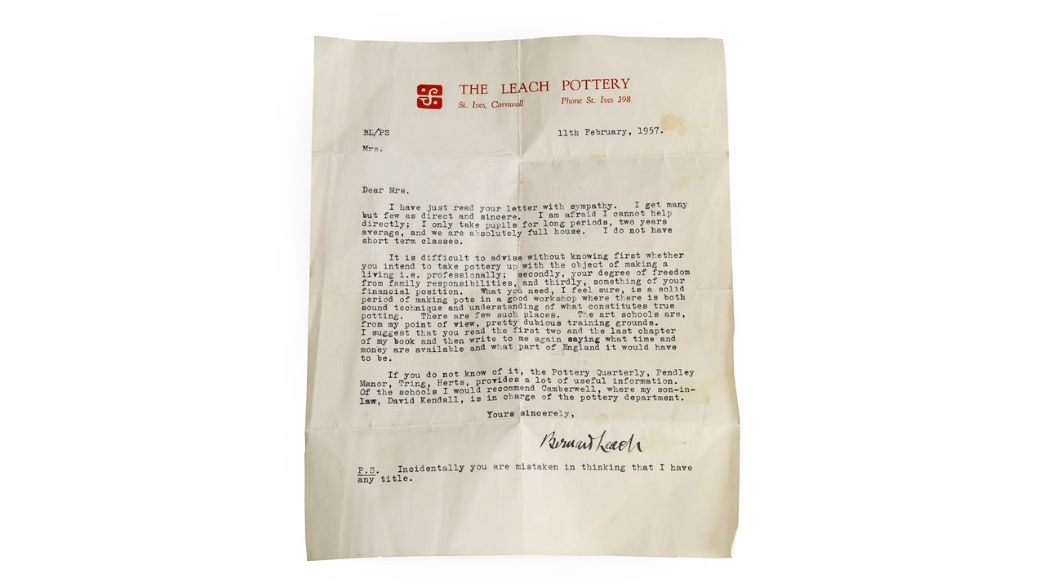 THE LEACH POTTERY
St. Ives, Cornwall Phone St. Ives 398
BL/PS 11th February, 1957.
Mrs.
Dear Mrs.
I have just read your letter with sympathy. I get many
but few as direct and sincere. I am afraid I cannot help
directly; I only take pupils for long periods, two years
average, and we are absolutely full house. I do not have
short term classes.
It is difficult to advise without knowing first whether
you intend to take pottery up with the object of making a
living i.e. professionally; secondly, your degree of freedom
from family responsibilities, and thirdly, something of your
financial position. What you need, I feel sure, is a solid
period of making pots in a good workshop where there is both
sound technique and understanding of what constitutes true
potting. There are few such places. The art schools are,
from my point of view, pretty dubious training grounds.
I suggest that you read the first two and the last chapter
of my book and then write to me again saying what time and
money are available and what part of England it would have
to be.
If you do not know of it, the Pottery Quarterly, Pendley
Manor, Tring, Herts, provides a lot of useful information.
Of the schools I would recommend Camberwell, where my son-in-
law, David Kendall, is in charge of the pottery department.
Yours sincerely,
Bernard Leach
P.S. Incidentally you are mistaken in thinking that I have
any title.